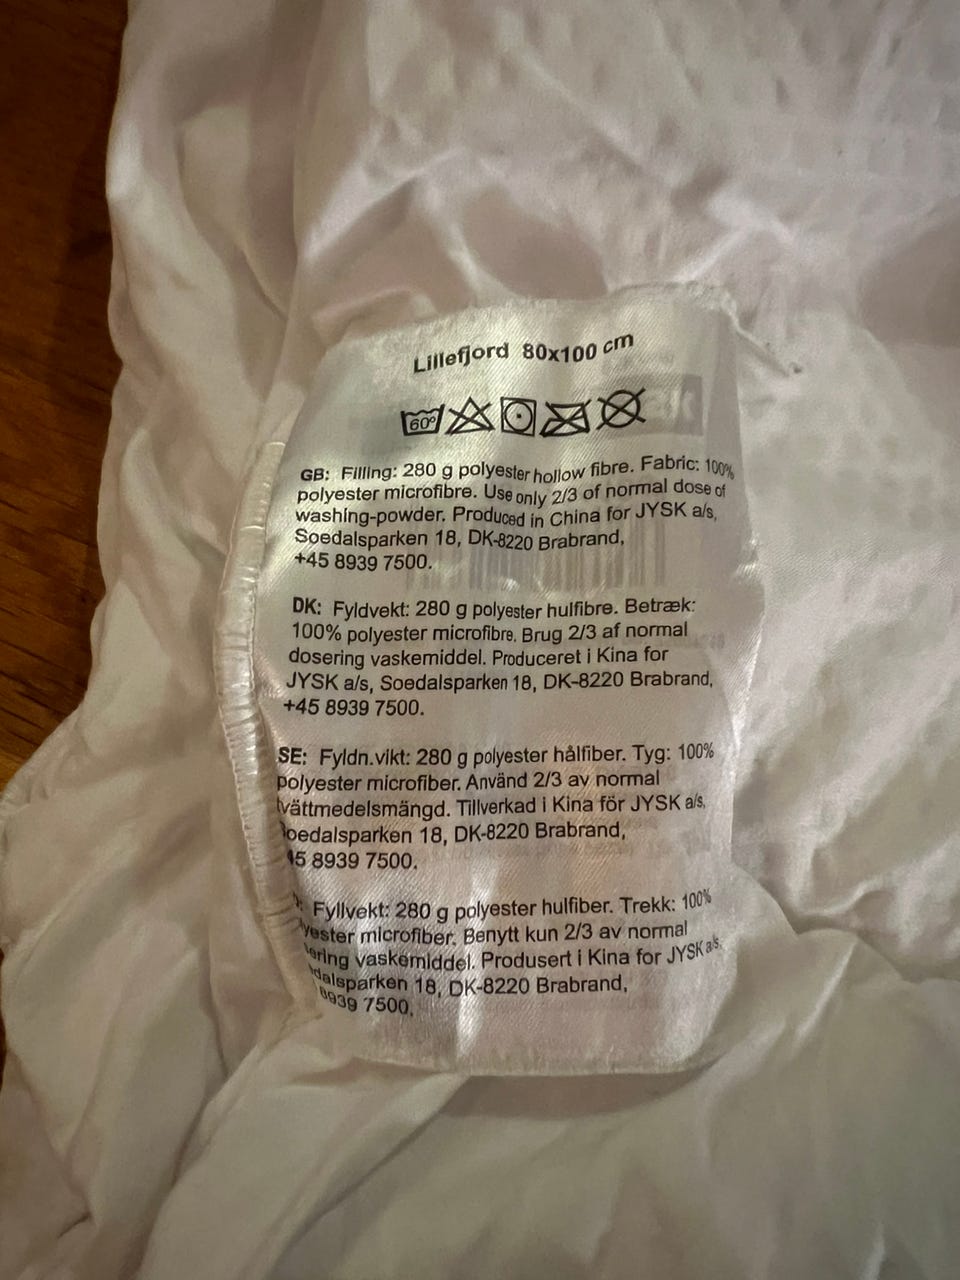 Lillefjord 80x100 cm
60°
GB: Filling: 280 g polyester hollow fibre. Fabric: 100%
polyester microfibre. Use only 2/3 of normal dose of
washing-powder. Produced in China for JYSK a/s,
Soedalsparken 18, DK-8220 Brabrand,
+45 8939 7500.
DK: Fyldvekt: 280 g polyester hulfibre. Betræk:
100% polyester microfibre. Brug 2/3 af normal
dosering vaskemiddel. Produceret i Kina for
JYSK a/s, Soedalsparken 18, DK-8220 Brabrand,
+45 8939 7500.
SE: Fyldn.vikt: 280 g polyester hålfiber. Tyg: 100%
polyester microfiber. Använd 2/3 av normal
tvättmedelsmängd. Tillverkad i Kina för JYSK a/s,
oedalsparken 18, DK-8220 Brabrand,
45 8939 7500.
Fyllvekt: 280 g polyester hulfiber. Trekk: 100%
yester microfiber. Benytt kun 2/3 av normal
ering vaskemiddel. Produsert i Kina for JYSK a/s,
dalsparken 18, DK-8220 Brabrand,
8939 7500,